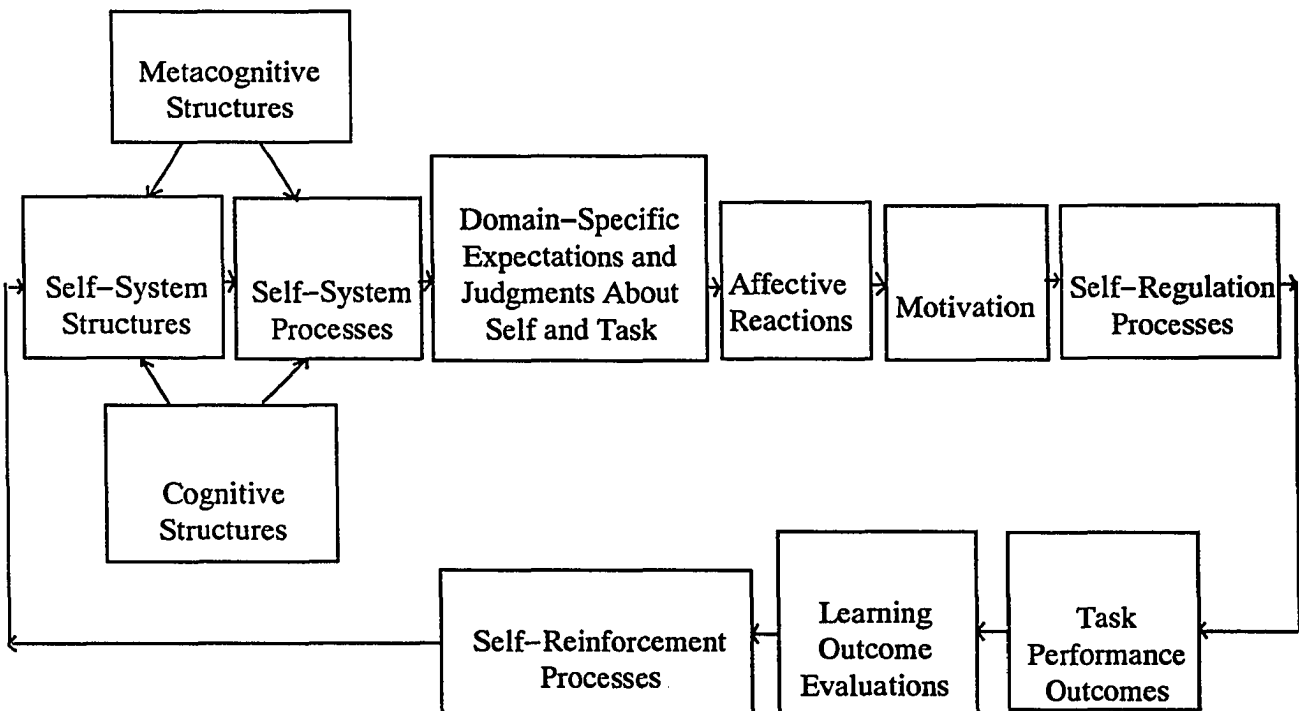 Metacognitive
Structures
Self–System
Structures
Self–System
Processes
Domain–Specific
Expectations and
Judgments About
Self and Task
Affective
Reactions
Motivation
Self–Regulation
Processes
Cognitive
Structures
Self–Reinforcement
Processes
Learning
Outcome
Evaluations
Task
Performance
Outcomes